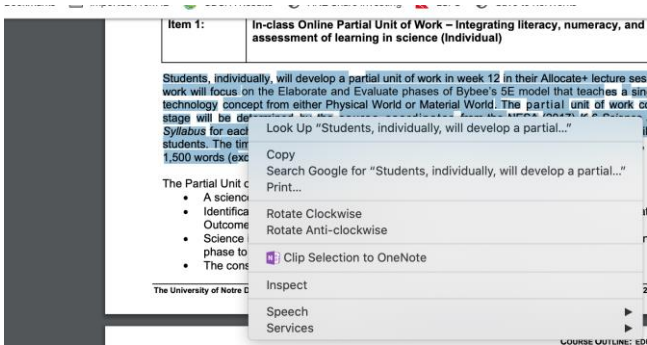 Item 1:
In-class Online Partial Unit of Work – Integrating literacy, numeracy, and
assessment of learning in science (Individual)
Students, individually, will develop a partial unit of work in week 12 in their Allocate+ lecture ses
work will focus on the Elaborate and Evaluate phases of Bybee's 5E model that teaches a sin
technology concept from either Physical World or Material World. The partial unit of work co
stage will be determined by the course coordinator from the NESA (2017) K-6 Science
Syllabus for each
students. The tim
1,500 words (exc
Look Up "Students, individually, will develop a partial..."
Copy
Search Google for "Students, individually, will develop a partial..."
Print...
Rotate Clockwise
Rotate Anti-clockwise
Clip Selection to OneNote
Inspect
Speech
Services
The Partial Unit o
• A science
• Identifica
Outcome
• Science i
phase to
• The cons
The University of Notre D
COURSE OUTLINE: EDU